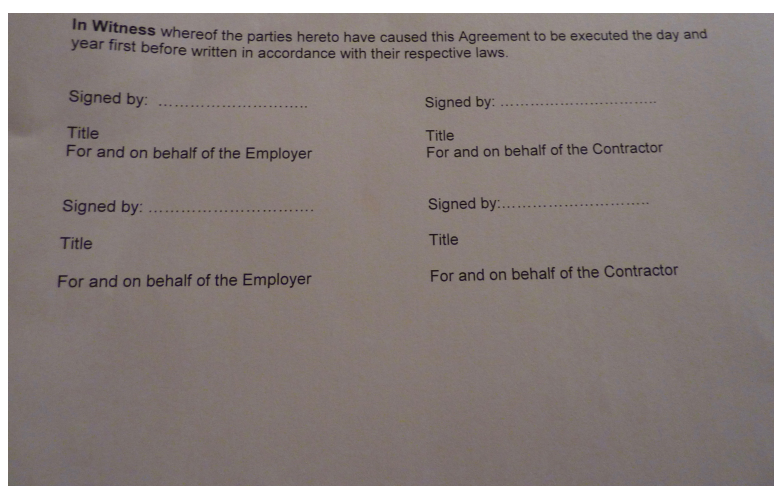 In Witness whereof the parties hereto have caused this Agreement to be executed the day and
year first before written in accordance with their respective laws.
Signed by: ................................
Signed by: ................................
Title
Title
For and on behalf of the Employer
For and on behalf of the Contractor
Signed by: ................................
Signed by:................................
Title
Title
For and on behalf of the Employer
For and on behalf of the Contractor